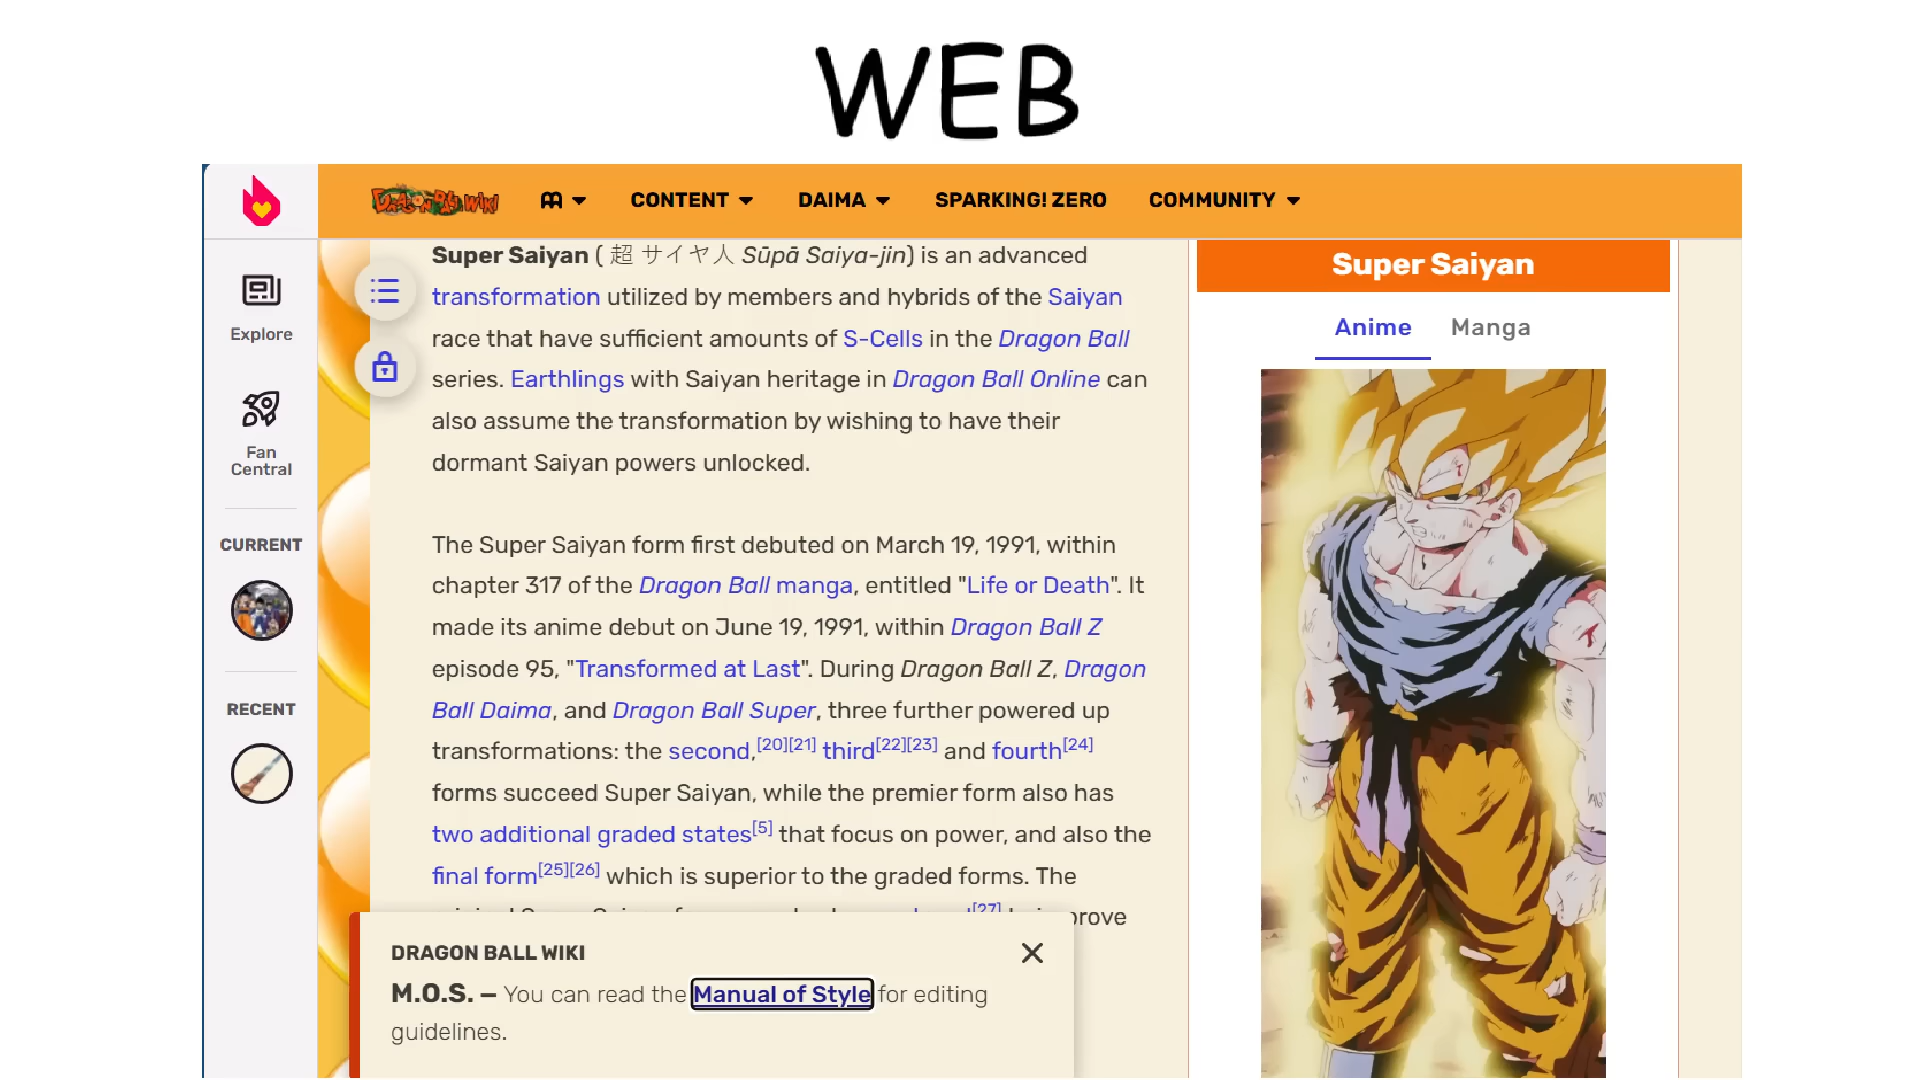 WEB
DRAGON BALL WIKI
CONTENT
DAIMA
SPARKING! ZERO
COMMUNITY
Explore
Fan
Central
CURRENT
RECENT
Super Saiyan (超サイヤ人 Sūpā Saiya-jin) is an advanced
transformation utilized by members and hybrids of the Saiyan
race that have sufficient amounts of S-Cells in the Dragon Ball
series. Earthlings with Saiyan heritage in Dragon Ball Online can
also assume the transformation by wishing to have their
dormant Saiyan powers unlocked.
The Super Saiyan form first debuted on March 19, 1991, within
chapter 317 of the Dragon Ball manga, entitled "Life or Death". It
made its anime debut on June 19, 1991, within Dragon Ball Z
episode 95, "Transformed at Last". During Dragon Ball Z, Dragon
Ball Daima, and Dragon Ball Super, three further powered up
transformations: the second,[20][21] third[22][23] and fourth[24]
forms succeed Super Saiyan, while the premier form also has
two additional graded states[5] that focus on power, and also the
final form[25][26] which is superior to the graded forms. The
[27]
Super Saiyan
Anime
Manga
DRAGON BALL WIKI
M.O.S. – You can read the Manual of Style for editing
guidelines.